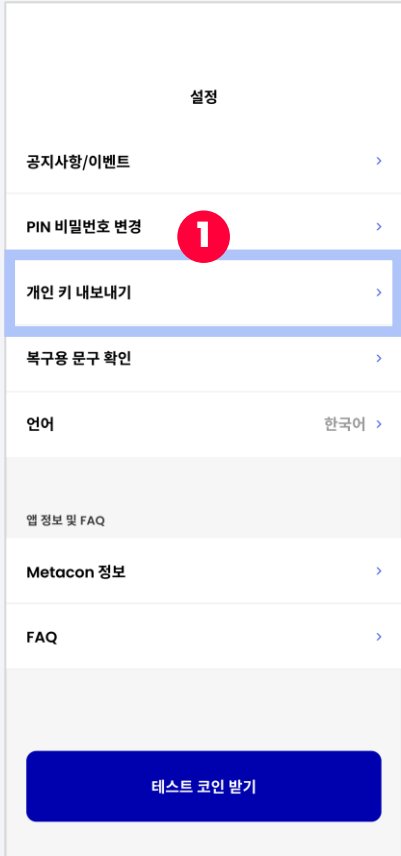 설정
공지사항/이벤트
PIN 비밀번호 변경
1
개인 키 내보내기
복구용 문구 확인
언어 한국어
앱 정보 및 FAQ
Metacon 정보
FAQ
테스트 코인 받기